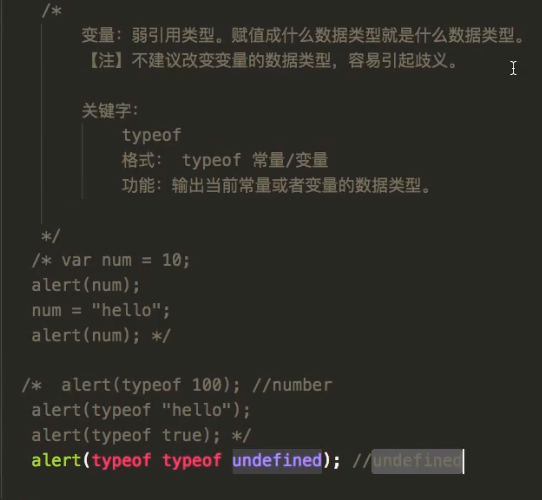 /*
变量：弱引用类型。赋值成什么数据类型就是什么数据类型。
【注】不建议改变变量的数据类型，容易引起歧义。
关键字：
typeof
格式： typeof 常量/变量
功能：输出当前常量或者变量的数据类型。
*/
/* var num = 10;
alert(num);
num = "hello";
alert(num); */
/* alert(typeof 100); //number
alert(typeof "hello");
alert(typeof true); */
alert(typeof typeof undefined); //undefined